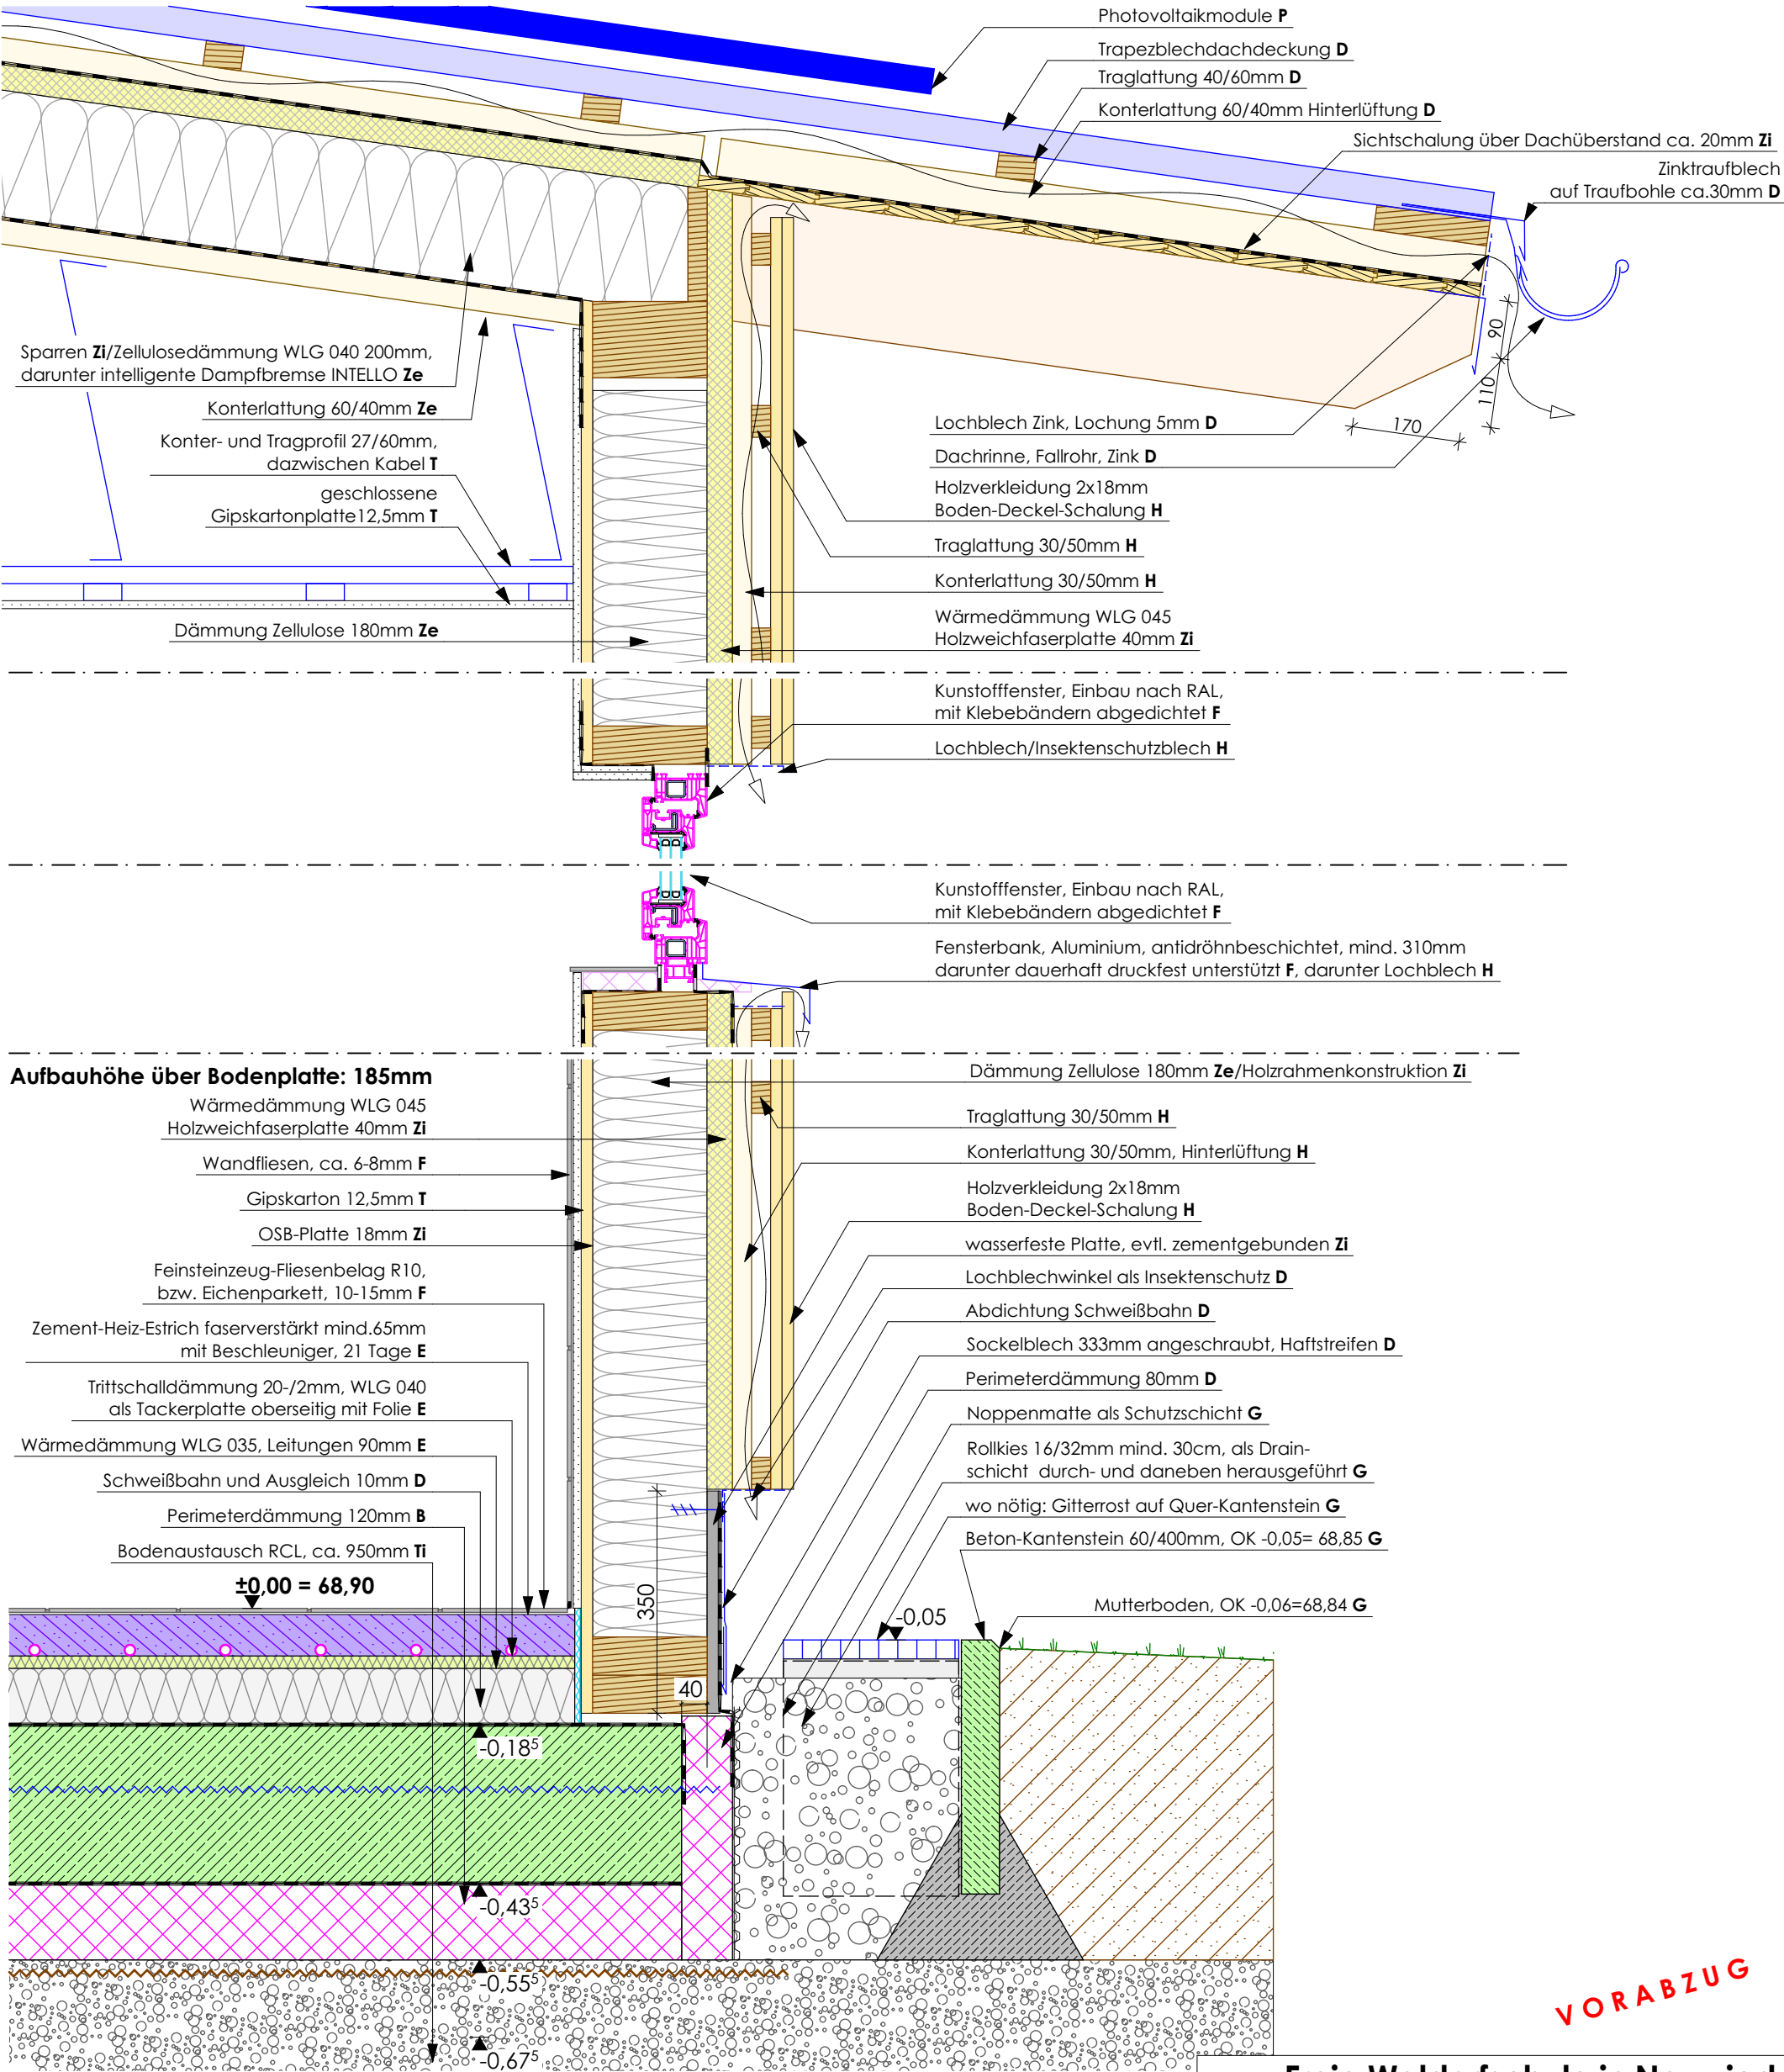 Photovoltaikmodule P
Trapezblechdachdeckung D
Traglattung 40/60mm D
Konterlattung 60/40mm Hinterlüftung D
Sichtschalung über Dachüberstand ca. 20mm Zi
Zinktraufblech
auf Traufbohle ca.30mm D
90
110
170
Sparren Zi/Zellulosedämmung WLG 040 200mm,
darunter intelligente Dampfbremse INTELLO Ze
Konterlattung 60/40mm Ze
Konter- und Tragprofil 27/60mm,
dazwischen Kabel T
geschlossene
Gipskartonplatte12,5mm T
Dämmung Zellulose 180mm Ze
Lochblech Zink, Lochung 5mm D
Dachrinne, Fallrohr, Zink D
Holzverkleidung 2x18mm
Boden-Deckel-Schalung H
Traglattung 30/50mm H
Konterlattung 30/50mm H
Wärmedämmung WLG 045
Holzweichfaserplatte 40mm Zi
Kunstofffenster, Einbau nach RAL,
mit Klebebändern abgedichtet F
Lochblech/Insektenschutzblech H
Kunstofffenster, Einbau nach RAL,
mit Klebebändern abgedichtet F
Fensterbank, Aluminium, antidröhnbeschichtet, mind. 310mm
darunter dauerhaft druckfest unterstützt F, darunter Lochblech H
Aufbauhöhe über Bodenplatte: 185mm
Wärmedämmung WLG 045
Holzweichfaserplatte 40mm Zi
Wandfliesen, ca. 6-8mm F
Gipskarton 12,5mm T
OSB-Platte 18mm Zi
Feinsteinzeug-Fliesenbelag R10,
bzw. Eichenparkett, 10-15mm F
Zement-Heiz-Estrich faserverstärkt mind.65mm
mit Beschleuniger, 21 Tage E
Trittschalldämmung 20-/2mm, WLG 040
als Tackerplatte oberseitig mit Folie E
Wärmedämmung WLG 035, Leitungen 90mm E
Schweißbahn und Ausgleich 10mm D
Perimeterdämmung 120mm B
Bodenaustausch RCL, ca. 950mm Ti
±0,00 = 68,90
Dämmung Zellulose 180mm Ze/Holzrahmenkonstruktion Zi
Traglattung 30/50mm H
Konterlattung 30/50mm, Hinterlüftung H
Holzverkleidung 2x18mm
Boden-Deckel-Schalung H
wasserfeste Platte, evtl. zementgebunden Zi
Lochblechwinkel als Insektenschutz D
Abdichtung Schweißbahn D
Sockelblech 333mm angeschraubt, Haftstreifen D
Perimeterdämmung 80mm D
Noppenmatte als Schutzschicht G
Rollkies 16/32mm mind. 30cm, als Drain-
schicht durch- und daneben herausgeführt G
wo nötig: Gitterrost auf Quer-Kantenstein G
Beton-Kantenstein 60/400mm, OK -0,05= 68,85 G
Mutterboden, OK -0,06=68,84 G
350
-0,05
40
-0,18⁵
-0,43⁵
-0,55⁵
-0,67⁵
VORABZUG